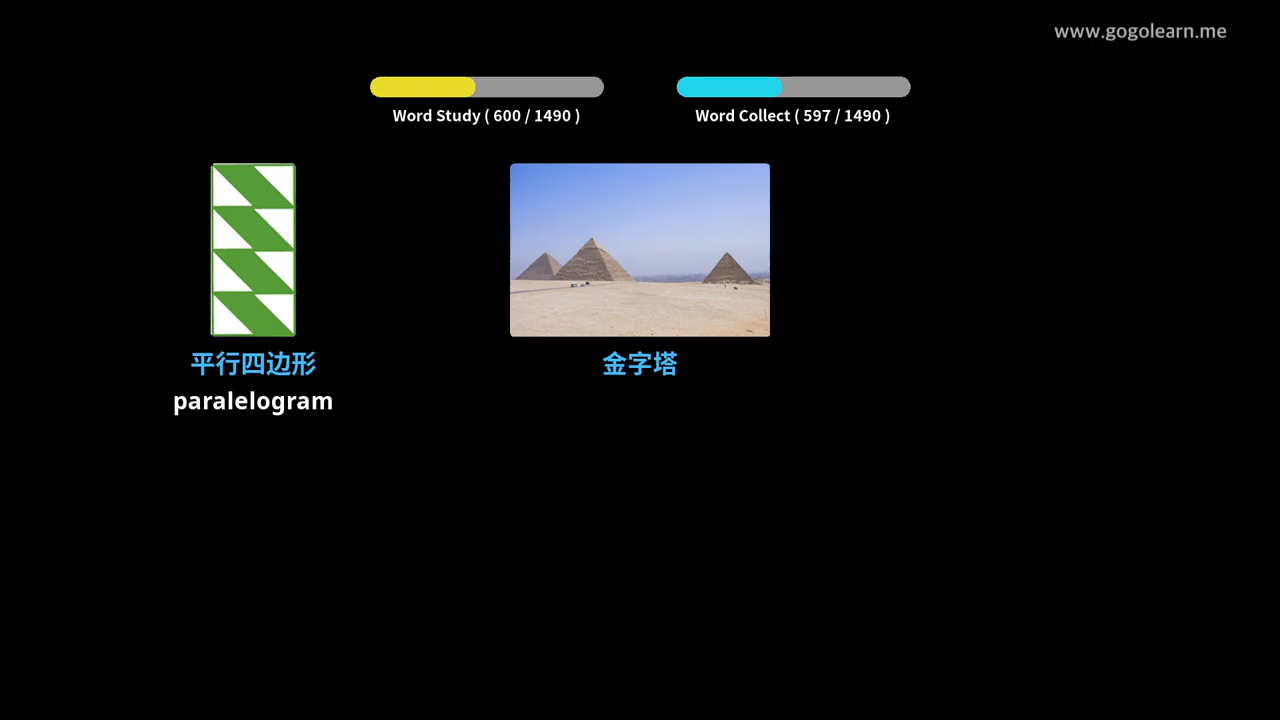 www.gogolearn.me
Word Study ( 600 / 1490 )
Word Collect ( 597 / 1490 )
平行四边形
paralelogram
金字塔